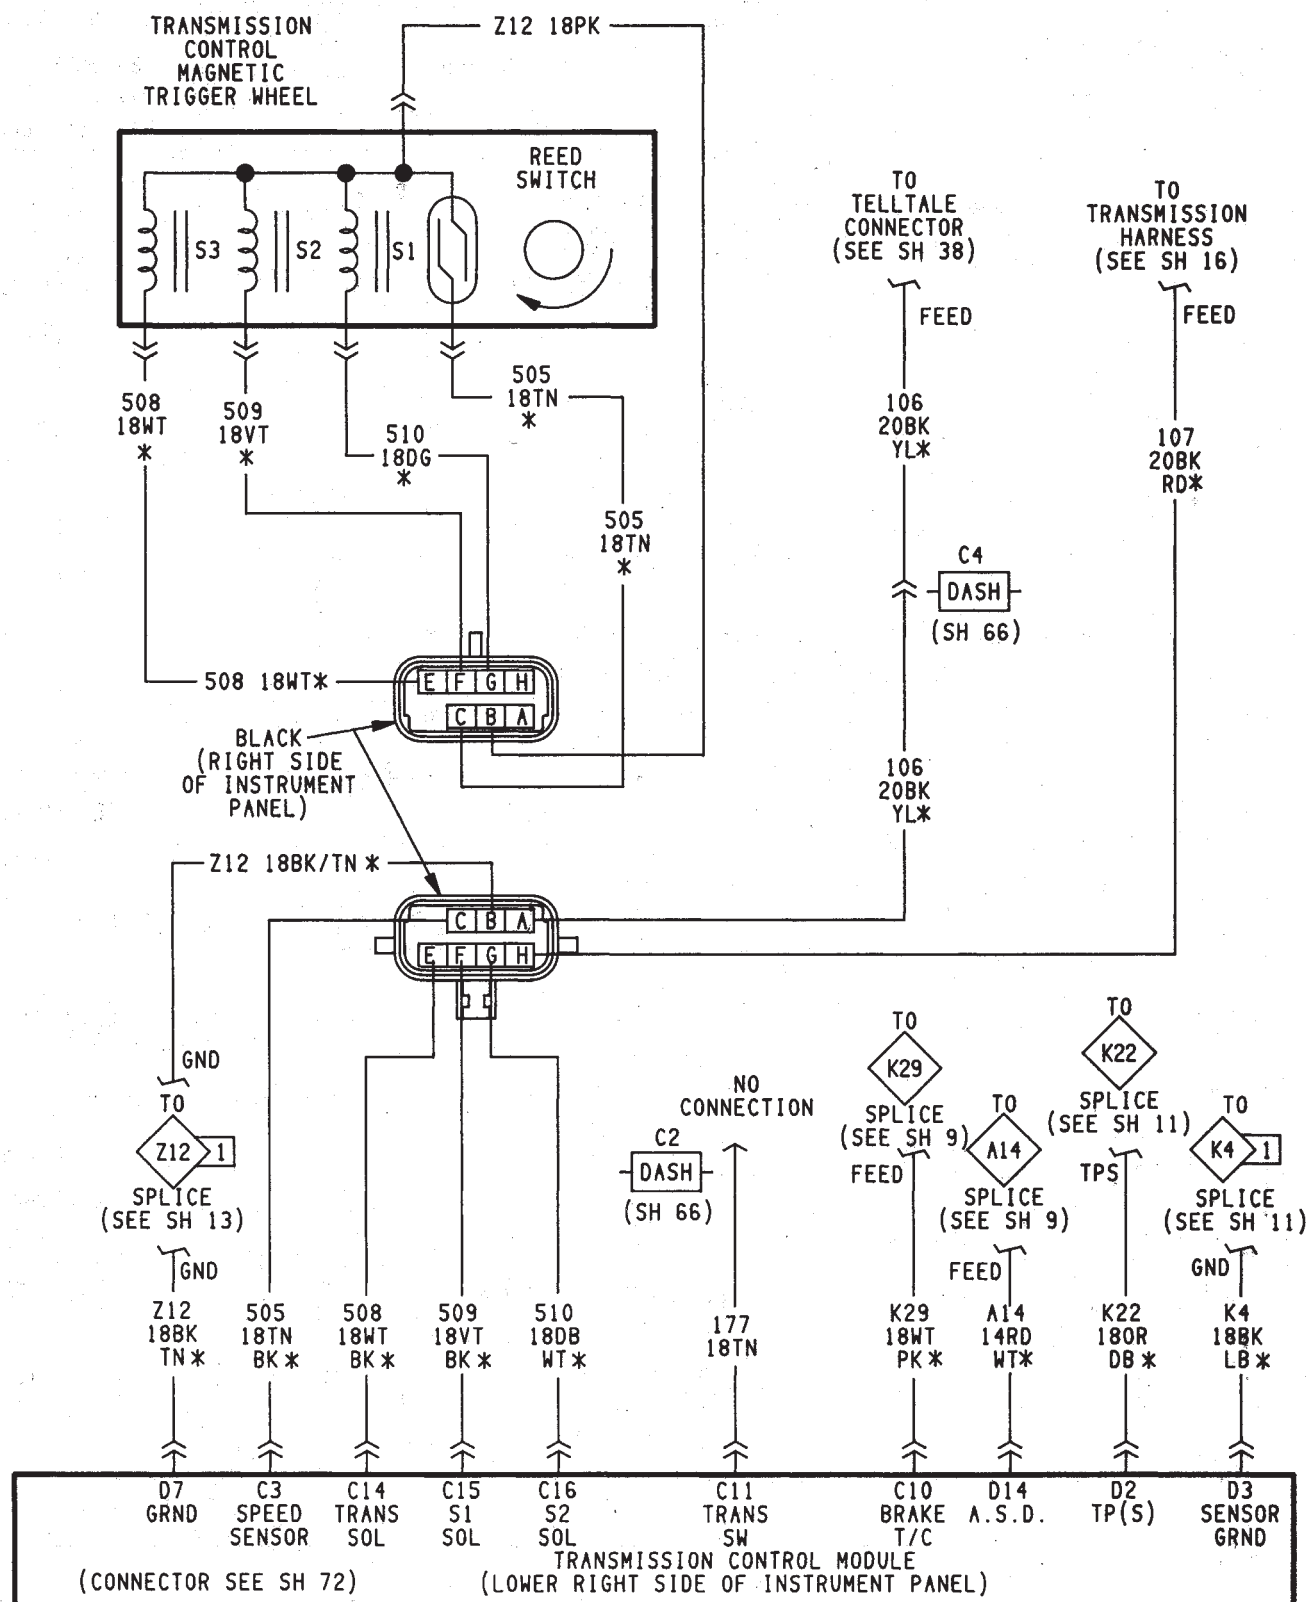 TRANSMISSION
CONTROL
MAGNETIC
TRIGGER WHEEL
Z12 18PK
REED
SWITCH
S3
S2
S1
TO
TELLTALE
CONNECTOR
(SEE SH 38)
FEED
TO
TRANSMISSION
HARNESS
(SEE SH 16)
FEED
508
18WT
*
509
18VT
*
510
18DG
*
505
18TN
*
505
18TN
*
106
20BK
YL*
107
20BK
RD*
C4
DASH
(SH 66)
508 18WT*
E F G H
C B A
BLACK
(RIGHT SIDE
OF INSTRUMENT
PANEL)
106
20BK
YL*
Z12 18BK/TN *
C B A
E F G H
GND
TO
Z12 1
SPLICE
(SEE SH 13)
GND
NO
CONNECTION
C2
DASH
(SH 66)
TO
K29
SPLICE
(SEE SH 9)
FEED
TO
A14
SPLICE
(SEE SH 9)
FEED
TO
K22
SPLICE
(SEE SH 11)
TPS
TO
K4 1
SPLICE
(SEE SH 11)
GND
Z12
18BK
TN *
505
18TN
BK *
508
18WT
BK *
509
18VT
BK *
510
18DB
WT *
177
18TN
K29
18WT
PK *
A14
14RD
WT*
K22
18OR
DB *
K4
18BK
LB *
D7
GRND
C3
SPEED
SENSOR
C14
TRANS
SOL
C15
S1
SOL
C16
S2
SOL
C11
TRANS
SW
C10
BRAKE
T/C
D14
A.S.D.
D2
TP(S)
D3
SENSOR
GRND
TRANSMISSION CONTROL MODULE
(CONNECTOR SEE SH 72)
(LOWER RIGHT SIDE OF INSTRUMENT PANEL)